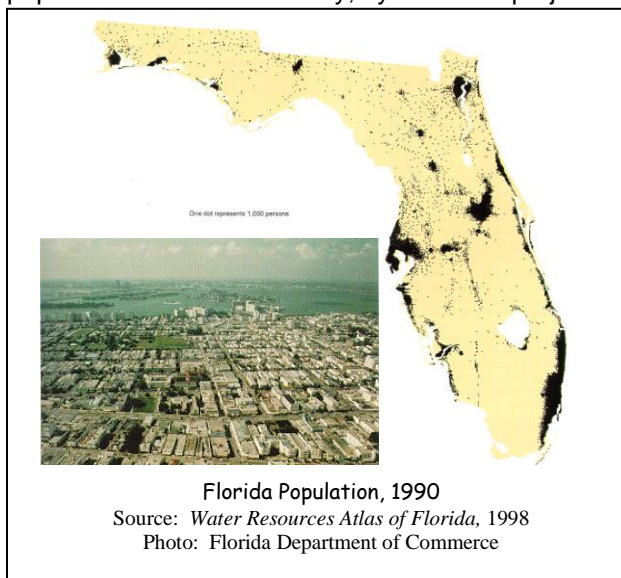 One dot represents 1,000 persons
Florida Population, 1990
Source: Water Resources Atlas of Florida, 1998
Photo: Florida Department of Commerce